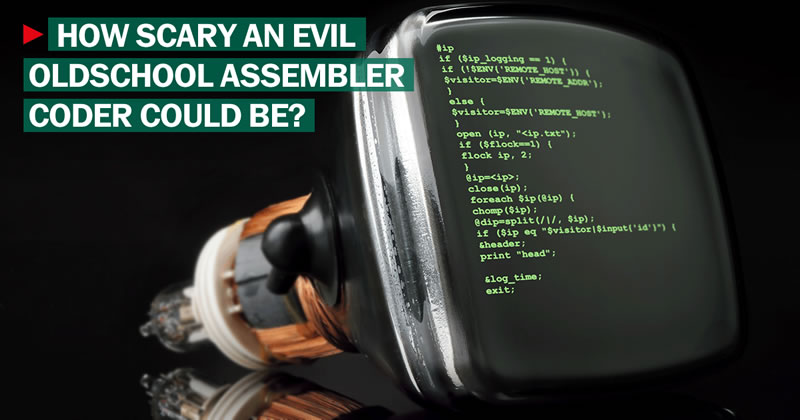 HOW SCARY AN EVIL
OLDSCHOOL ASSEMBLER
CODER COULD BE?
#ip
if ($ip_logging == 1) {
if (!$ENV('REMOTE_HOST')) {
$visitor=$ENV('REMOTE_ADDR');
}
else {
$visitor=$ENV('REMOTE_HOST');
}
open (ip, "<ip.txt");
if ($flock==1) {
flock ip, 2;
}
@ip=<ip>;
close(ip);
foreach $ip(@ip) {
chomp($ip);
@dip=split(/|/, $ip);
if ($ip eq "$visitor|$input('id')") {
&header;
print "head";
&log_time;
exit;